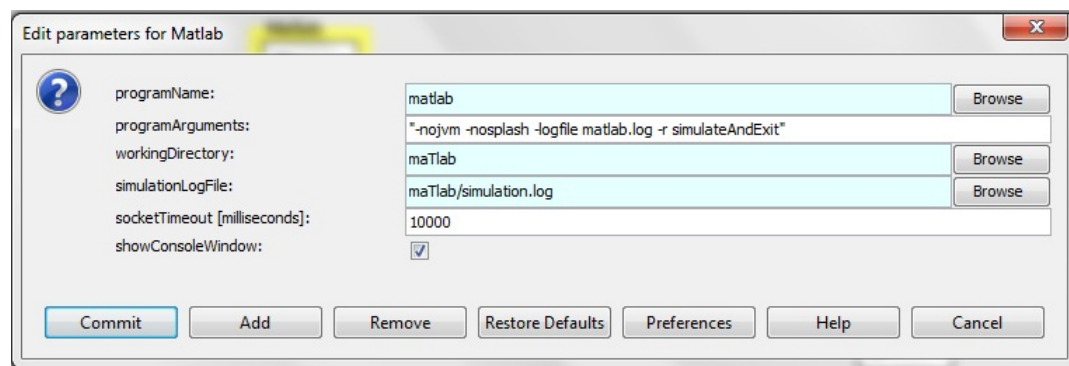 Edit parameters for Matlab
programName: matlab Browse
programArguments: "-nojvm -nosplash -logfile matlab.log -r simulateAndExit"
workingDirectory: maTlab Browse
simulationLogFile: maTlab/simulation.log Browse
socketTimeout [milliseconds]: 10000
showConsoleWindow:
Commit Add Remove Restore Defaults Preferences Help Cancel